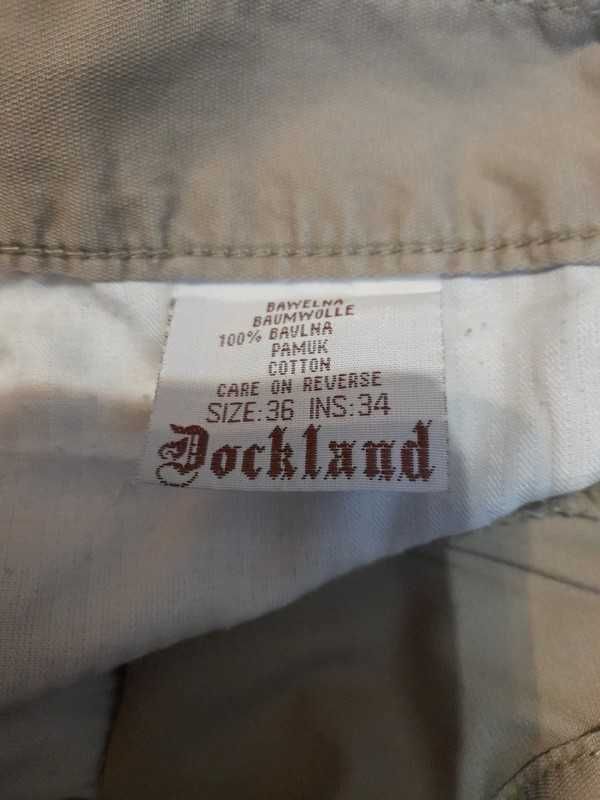 BAWEŁNA
BAUMWOLLE
100% BAVLNA
PAMUK
COTTON
CARE ON REVERSE
SIZE:36 INS:34
Dockland